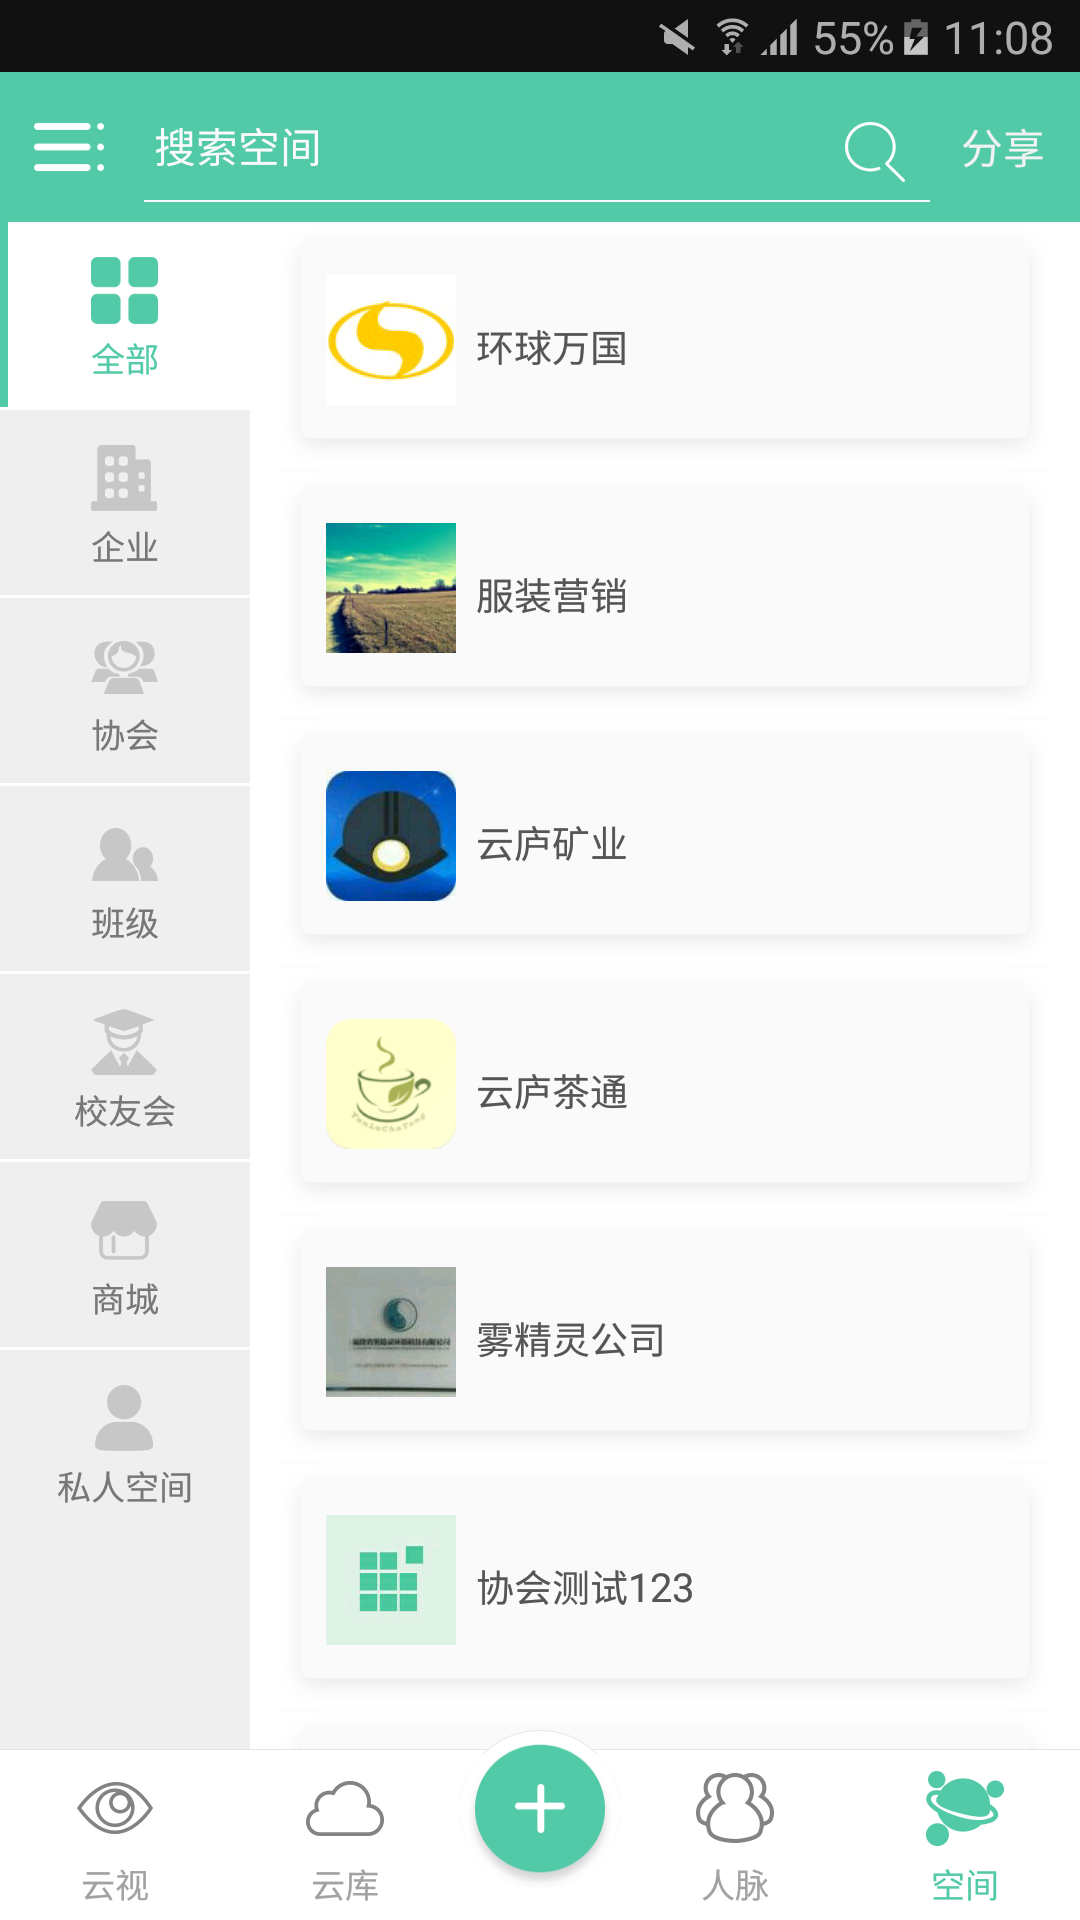 55% 11:08
搜索空间 分享
全部
企业
协会
班级
校友会
商城
私人空间
环球万国
服装营销
云庐矿业
云庐茶通
YunLuChaTong
雾精灵公司
协会测试123
云视
云库
人脉
空间